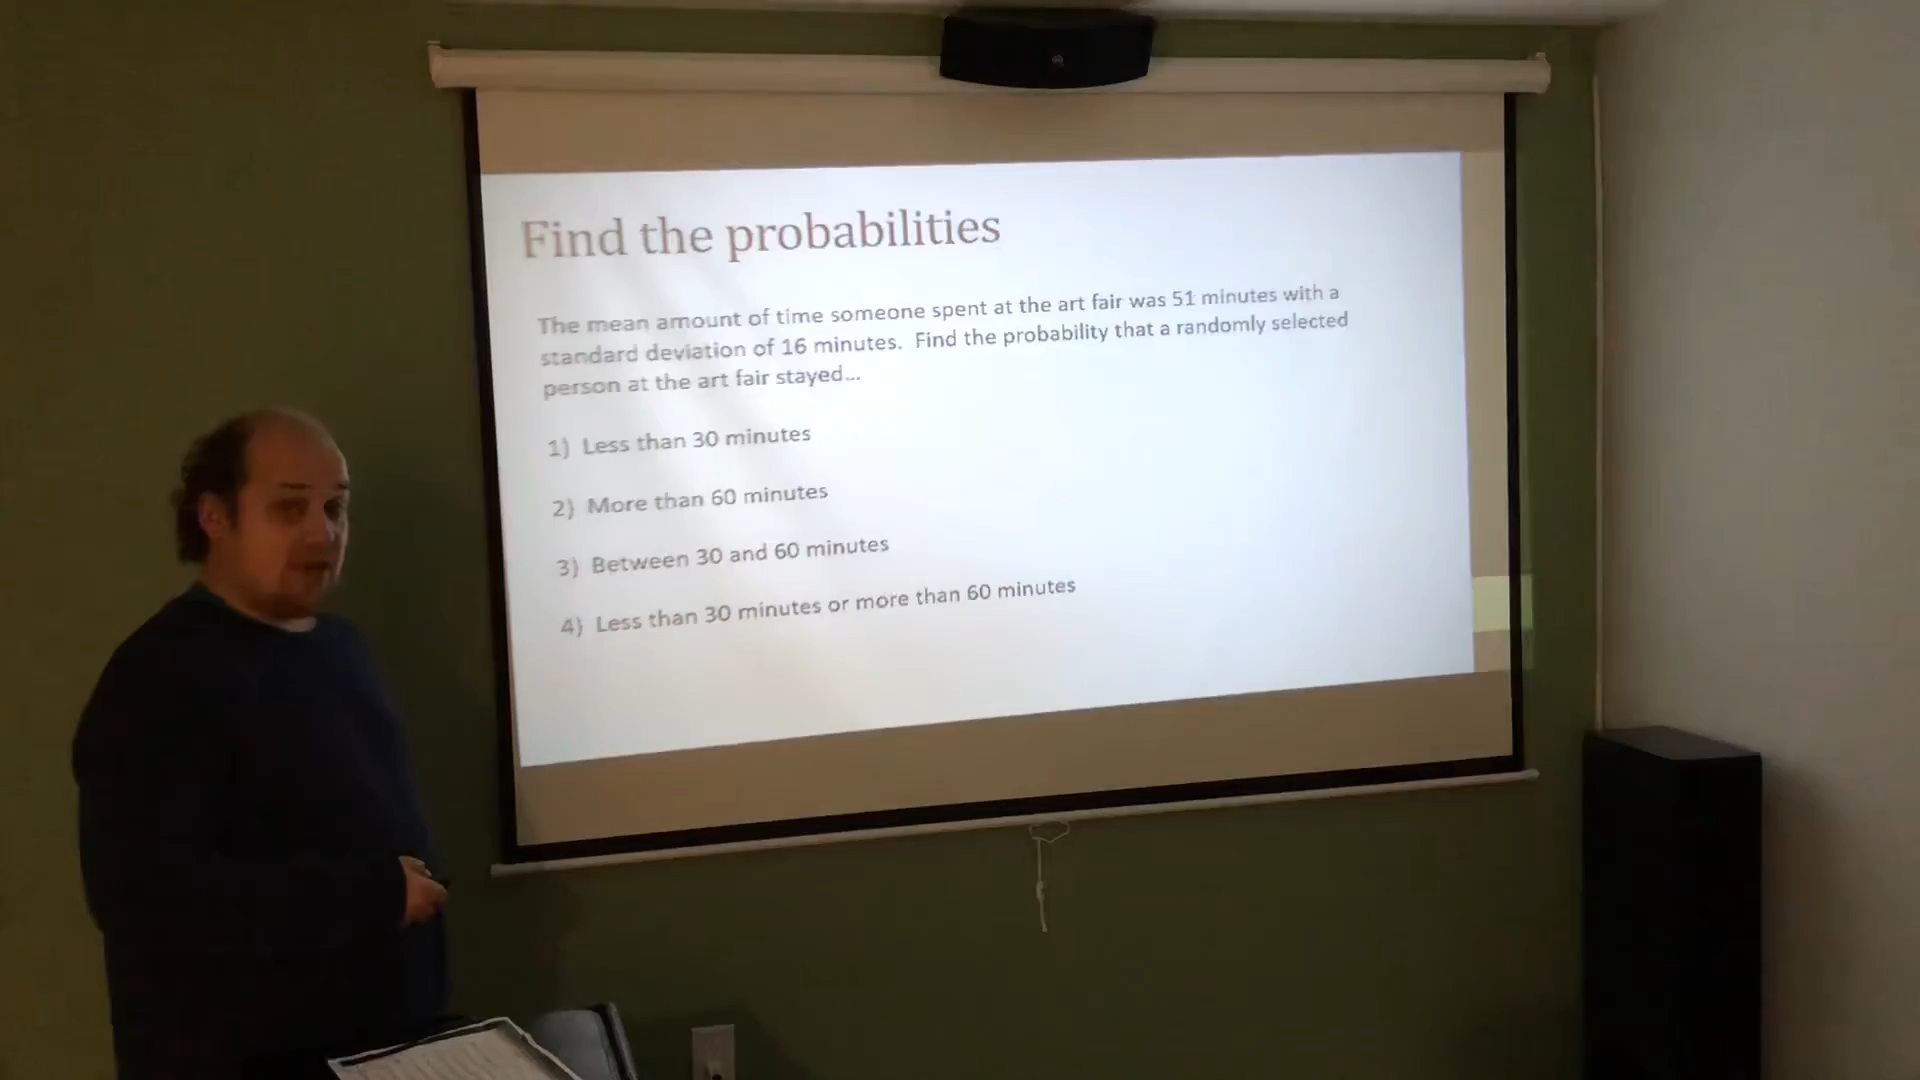 Find the probabilities
The mean amount of time someone spent at the art fair was 51 minutes with a
standard deviation of 16 minutes. Find the probability that a randomly selected
person at the art fair stayed...
1) Less than 30 minutes
2) More than 60 minutes
3) Between 30 and 60 minutes
4) Less than 30 minutes or more than 60 minutes